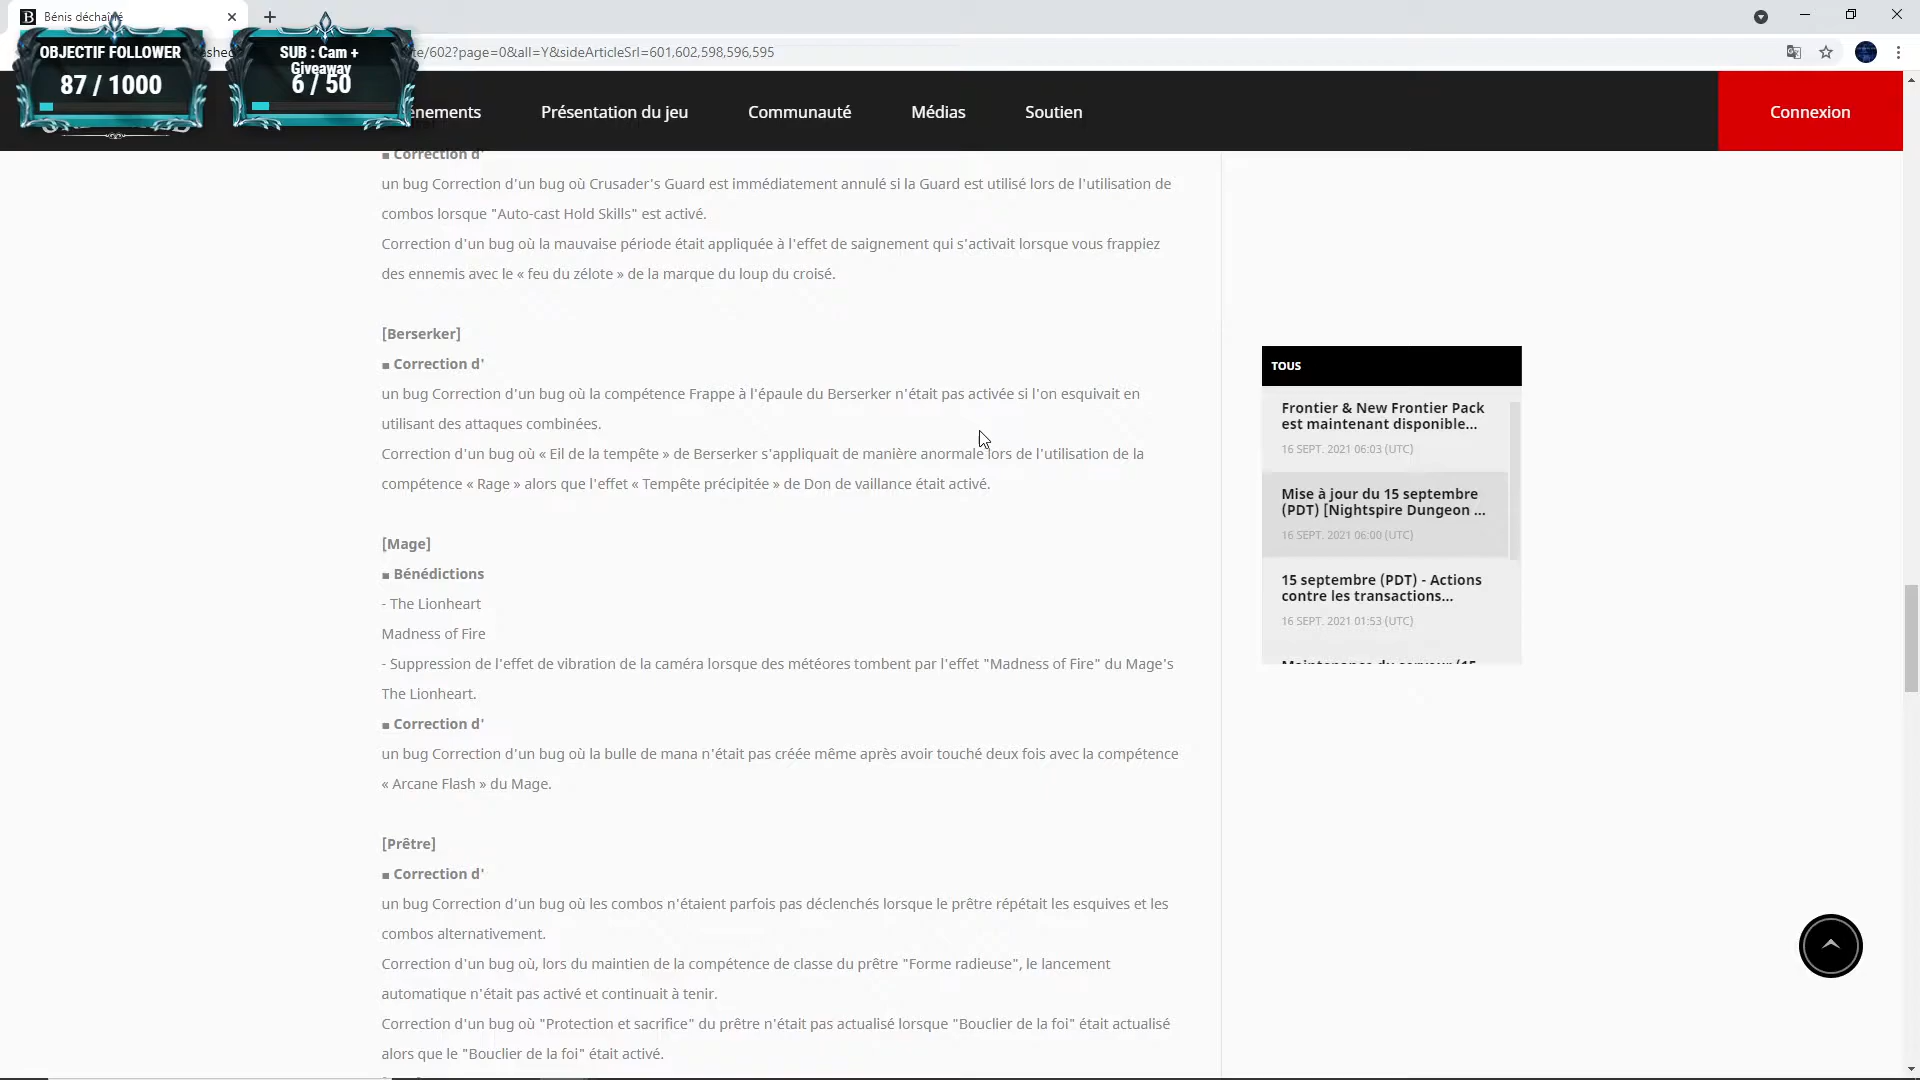 Bénis déchaîné
OBJECTIF FOLLOWER
87 / 1000
SUB : Cam +
Giveaway
6 / 50
te/602?page=0&all=Y&sideArticleSrl=601,602,598,596,595
Présentation du jeu
Communauté
Médias
Soutien
Connexion
■ Correction d'
un bug Correction d'un bug où Crusader's Guard est immédiatement annulé si la Guard est utilisé lors de l'utilisation de
combos lorsque "Auto-cast Hold Skills" est activé.
Correction d'un bug où la mauvaise période était appliquée à l'effet de saignement qui s'activait lorsque vous frappiez
des ennemis avec le « feu du zélote » de la marque du loup du croisé.
[Berserker]
■ Correction d'
un bug Correction d'un bug où la compétence Frappe à l'épaule du Berserker n'était pas activée si l'on esquivait en
utilisant des attaques combinées.
Correction d'un bug où « Eil de la tempête » de Berserker s'appliquait de manière anormale lors de l'utilisation de la
compétence « Rage » alors que l'effet « Tempête précipitée » de Don de vaillance était activé.
[Mage]
■ Bénédictions
- The Lionheart
Madness of Fire
- Suppression de l'effet de vibration de la caméra lorsque des météores tombent par l'effet "Madness of Fire" du Mage's
The Lionheart.
■ Correction d'
un bug Correction d'un bug où la bulle de mana n'était pas créée même après avoir touché deux fois avec la compétence
« Arcane Flash » du Mage.
[Prêtre]
■ Correction d'
un bug Correction d'un bug où les combos n'étaient parfois pas déclenchés lorsque le prêtre répétait les esquives et les
combos alternativement.
Correction d'un bug où, lors du maintien de la compétence de classe du prêtre "Forme radieuse", le lancement
automatique n'était pas activé et continuait à tenir.
Correction d'un bug où "Protection et sacrifice" du prêtre n'était pas actualisé lorsque "Bouclier de la foi" était actualisé
alors que le "Bouclier de la foi" était activé.
TOUS
Frontier & New Frontier Pack
est maintenant disponible...
16 SEPT. 2021 06:03 (UTC)
Mise à jour du 15 septembre
(PDT) [Nightspire Dungeon ...
16 SEPT. 2021 06:00 (UTC)
15 septembre (PDT) - Actions
contre les transactions...
16 SEPT. 2021 01:53 (UTC)
Maintenance du serveur (15